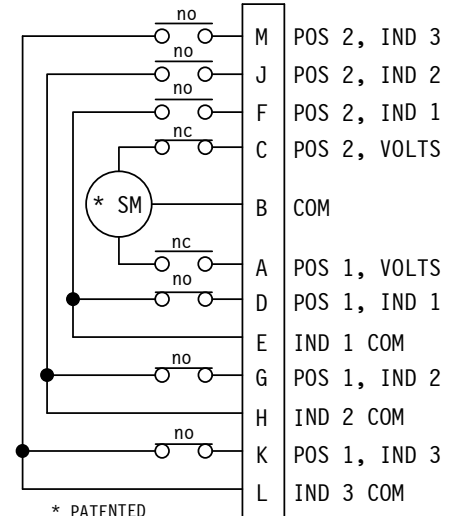 no
M POS 2, IND 3
no
J POS 2, IND 2
no
F POS 2, IND 1
nc
C POS 2, VOLTS
* SM
B COM
nc
A POS 1, VOLTS
no
D POS 1, IND 1
E IND 1 COM
no
G POS 1, IND 2
H IND 2 COM
no
K POS 1, IND 3
L IND 3 COM
* PATENTED